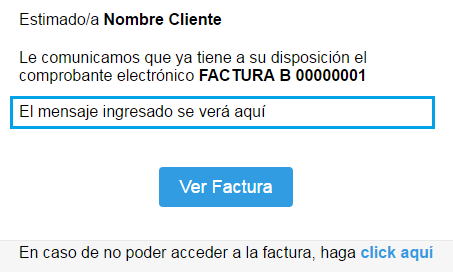 Estimado/a Nombre Cliente
Le comunicamos que ya tiene a su disposición el
comprobante electrónico FACTURA B 00000001
El mensaje ingresado se verá aquí
Ver Factura
En caso de no poder acceder a la factura, haga click aquí